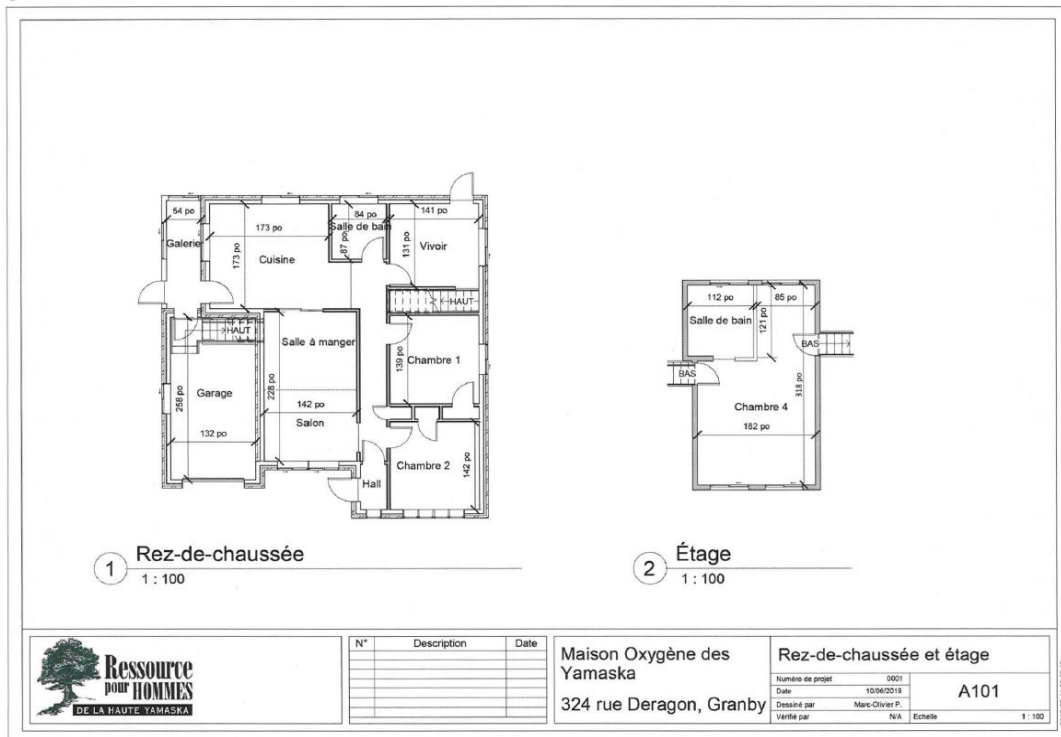 54 po
84 po
141 po
Salle de bain
173 po
87 po
131 po
Vivoir
Galerie
173 po
Cuisine
HAUT
HAUT
Salle à manger
139 po
Chambre 1
258 po
Garage
228 po
142 po
132 po
Salon
Chambre 2
142 po
Hall
1 Rez-de-chaussée
1 : 100
112 po
85 po
Salle de bain
121 po
BAS
BAS
318 po
Chambre 4
182 po
2 Étage
1 : 100
Ressource
pour HOMMES
DE LA HAUTE YAMASKA
N° Description Date
Maison Oxygène des
Yamaska
324 rue Deragon, Granby
Rez-de-chaussée et étage
Numéro de projet 0001
Date 10/06/2019
Dessiné par Marc-Olivier P.
Vérifié par N/A
A101
Echelle 1 : 100